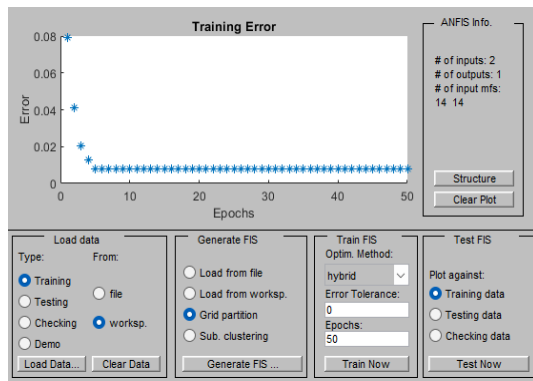 Training Error
ANFIS Info.
0.08
0.06
0.04
0.02
0
Error
0 10 20 30 40 50
Epochs
# of inputs: 2
# of outputs: 1
# of input mfs:
14 14
Structure
Clear Plot
Load data
Type: From:
Training
Testing
Checking
Demo
file
worksp.
Load Data... Clear Data
Generate FIS
Load from file
Load from worksp.
Grid partition
Sub. clustering
Generate FIS ...
Train FIS
Optim. Method:
hybrid
Error Tolerance:
0
Epochs:
50
Train Now
Test FIS
Plot against:
Training data
Testing data
Checking data
Test Now